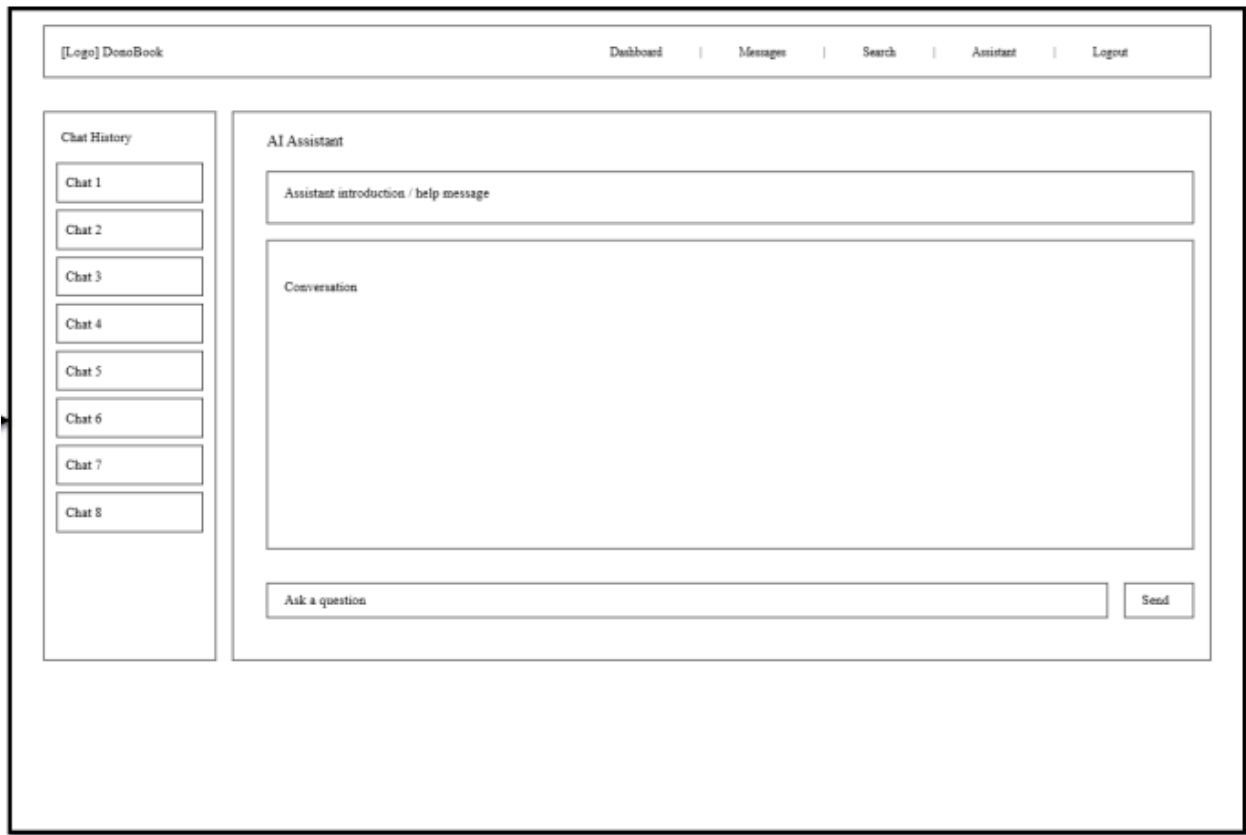 [Logo] DonoBook
Dashboard | Messages | Search | Assistant | Logout
Chat History
Chat 1
Chat 2
Chat 3
Chat 4
Chat 5
Chat 6
Chat 7
Chat 8
AI Assistant
Assistant introduction / help message
Conversation
Ask a question
Send